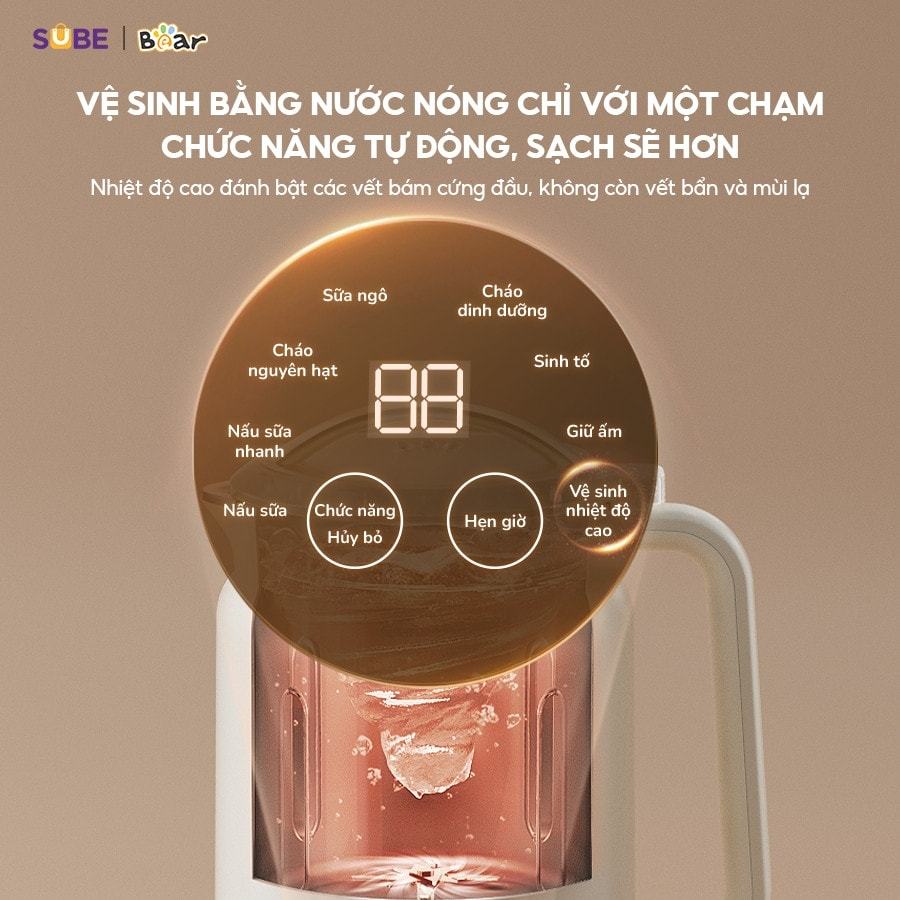 SUBE | Bear
VỆ SINH BẰNG NƯỚC NÓNG CHỈ VỚI MỘT CHẠM
CHỨC NĂNG TỰ ĐỘNG, SẠCH SẼ HƠN
Nhiệt độ cao đánh bật các vết bám cứng đầu, không còn vết bẩn và mùi lạ
Sữa ngô
Cháo
dinh dưỡng
Cháo
nguyên hạt
88
Sinh tố
Nấu sữa
nhanh
Giữ ấm
Nấu sữa
Chức năng
Hủy bỏ
Hẹn giờ
Vệ sinh
nhiệt độ
cao